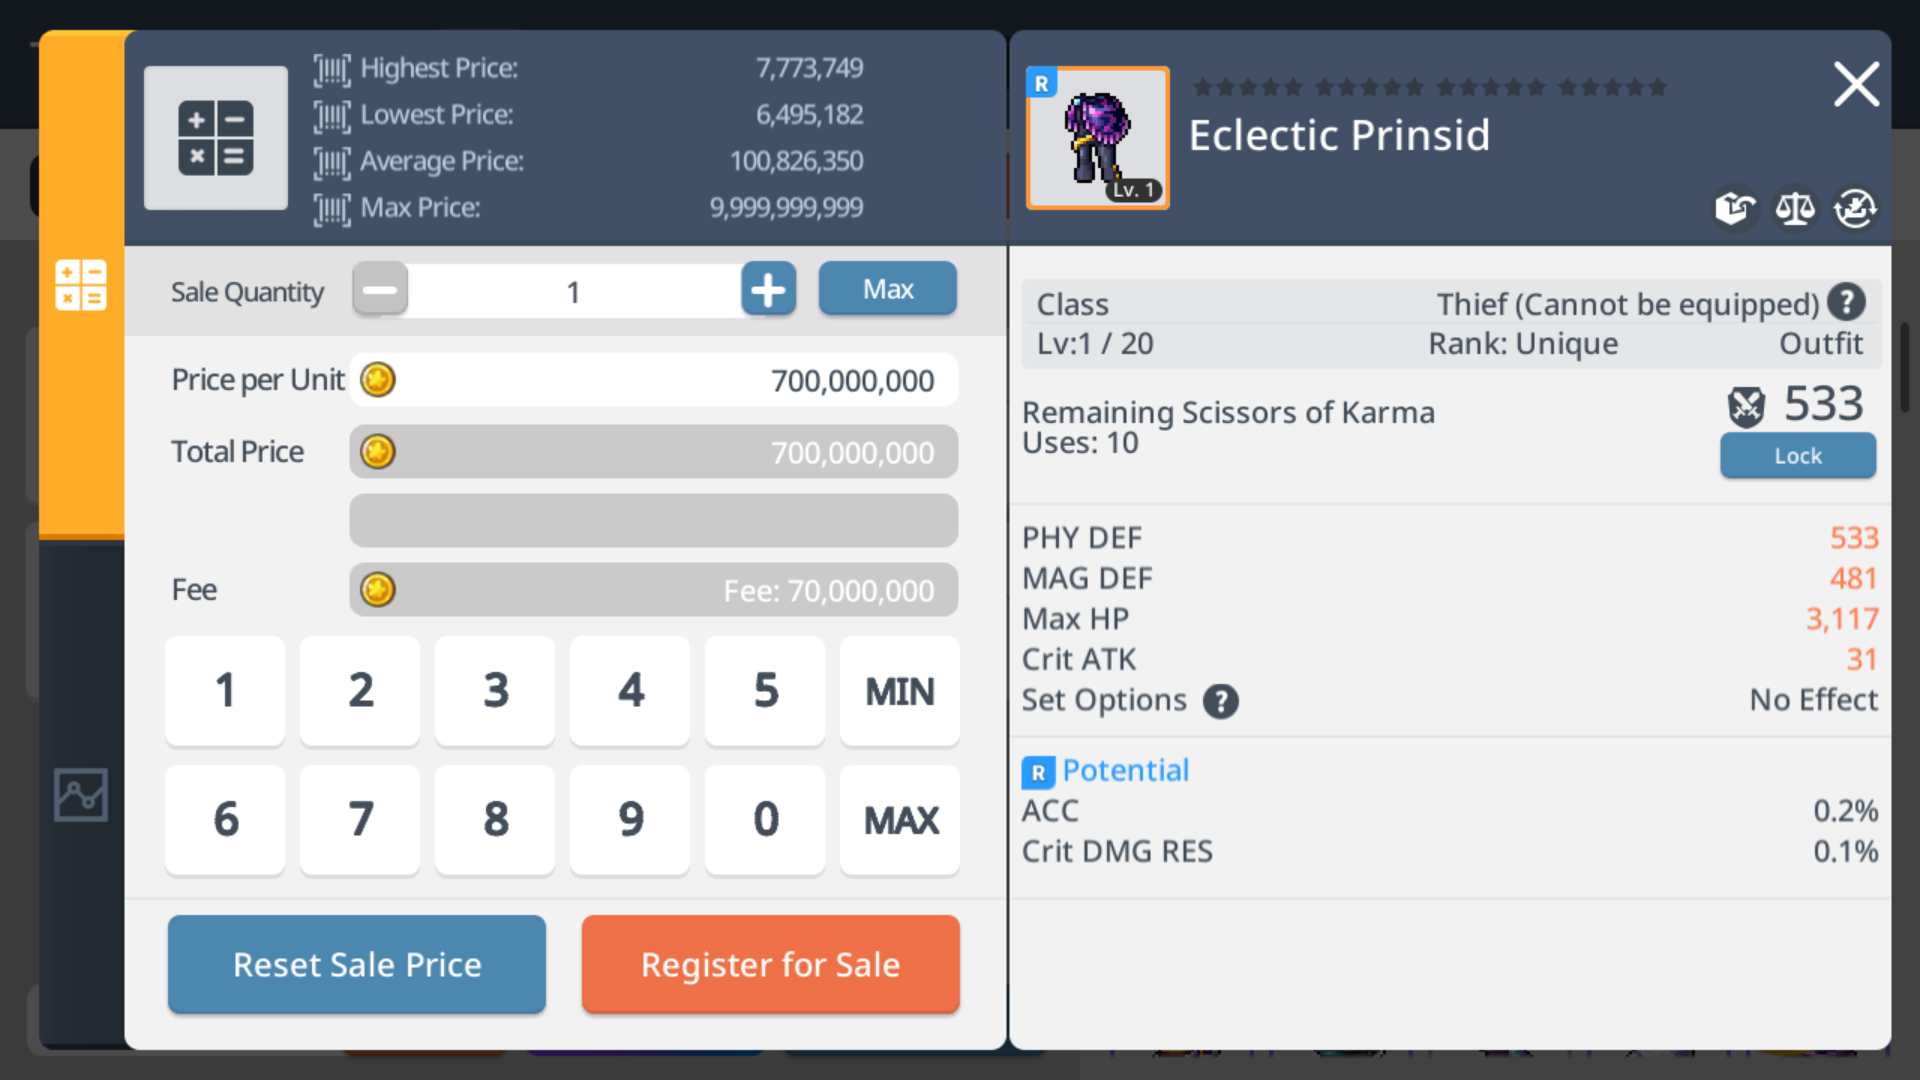 Highest Price: 7,773,749
Lowest Price: 6,495,182
Average Price: 100,826,350
Max Price: 9,999,999,999
Sale Quantity 1 Max
Price per Unit 700,000,000
Total Price 700,000,000
Fee Fee: 70,000,000
1 2 3 4 5 MIN
6 7 8 9 0 MAX
Reset Sale Price Register for Sale
R
Lv. 1
Eclectic Prinsid
Class Thief (Cannot be equipped) ?
Lv:1 / 20 Rank: Unique Outfit
Remaining Scissors of Karma
Uses: 10
533
Lock
PHY DEF 533
MAG DEF 481
Max HP 3,117
Crit ATK 31
Set Options ? No Effect
R Potential
ACC 0.2%
Crit DMG RES 0.1%